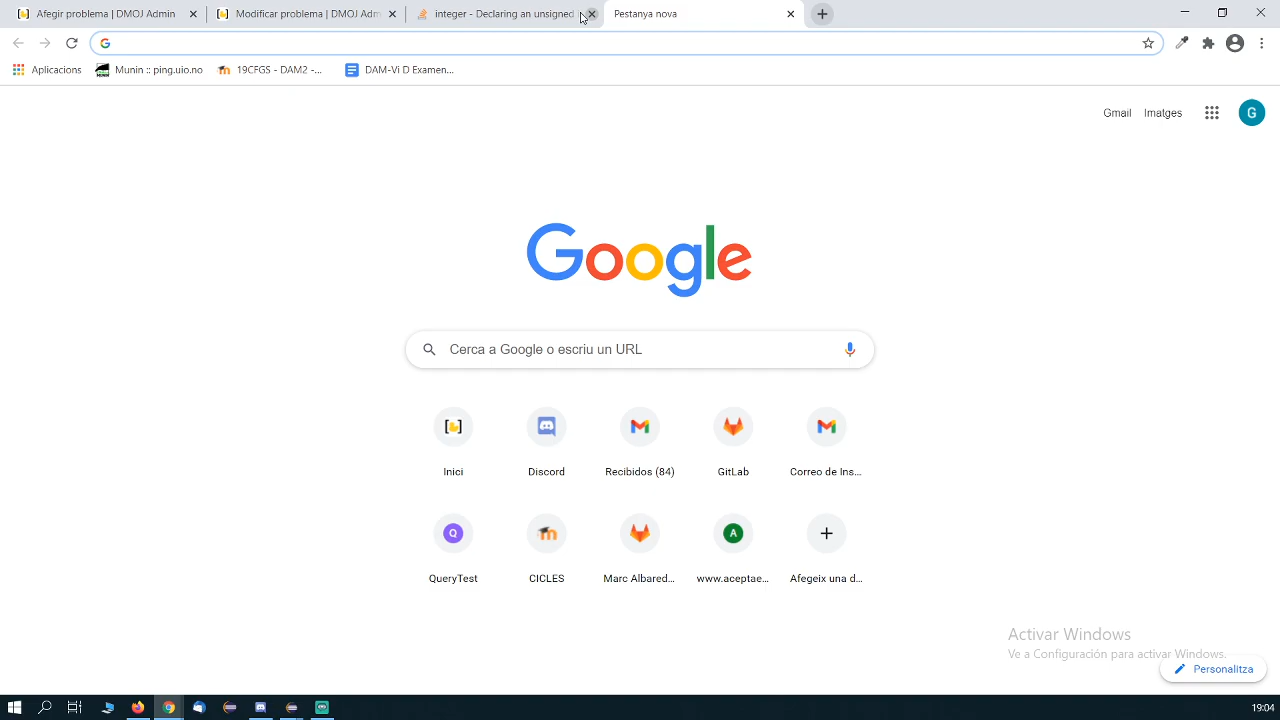 Afegir problema | DMOJ Admin
Modificar problema | DMOJ Adm
integer - Declaring an unsigned
Pestanya nova
Aplicacions
Munin :: ping.uio.no
19CFGS - DAM2 -...
DAM-Vi D Examen...
Gmail
Imatges
G
Google
Cerca a Google o escriu un URL
Inici
Discord
Recibidos (84)
GitLab
Correo de Ins...
Q
A
QueryTest
CICLES
Marc Albared...
www.aceptae...
Afegeix una d...
Activar Windows
Ve a Configuración para activar Windows.
Personalitza
19:04